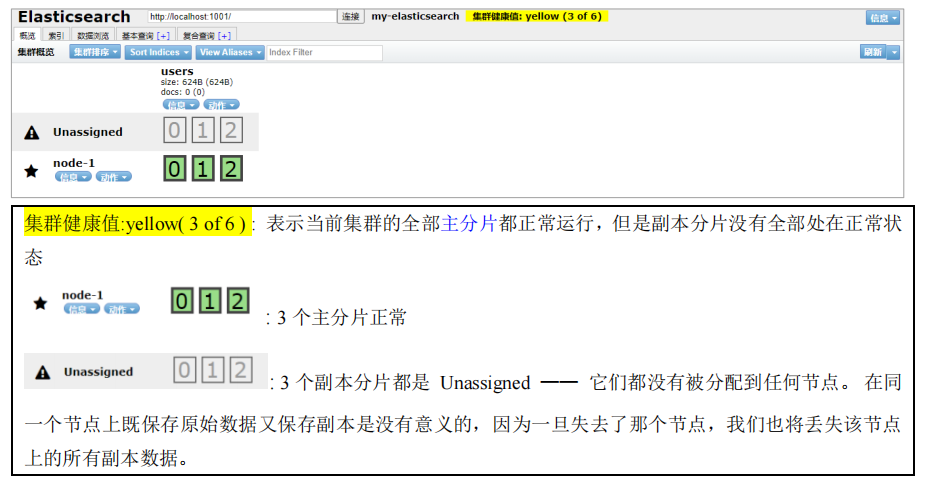 Elasticsearch http://localhost:1001/ 连接 my-elasticsearch 集群健康值: yellow (3 of 6) 信息
概览 索引 数据浏览 基本查询 [+] 复合查询 [+]
集群概览 集群排序 Sort Indices View Aliases Index Filter 刷新
users
size: 624B (624B)
docs: 0 (0)
信息 动作
Unassigned 0 1 2
node-1
信息 动作
0 1 2
集群健康值:yellow( 3 of 6 ) : 表示当前集群的全部主分片都正常运行，但是副本分片没有全部处在正常状
态
node-1
信息 动作
0 1 2 : 3 个主分片正常
Unassigned 0 1 2 : 3 个副本分片都是 Unassigned —— 它们都没有被分配到任何节点。 在同
一个节点上既保存原始数据又保存副本是没有意义的，因为一旦失去了那个节点，我们也将丢失该节点
上的所有副本数据。